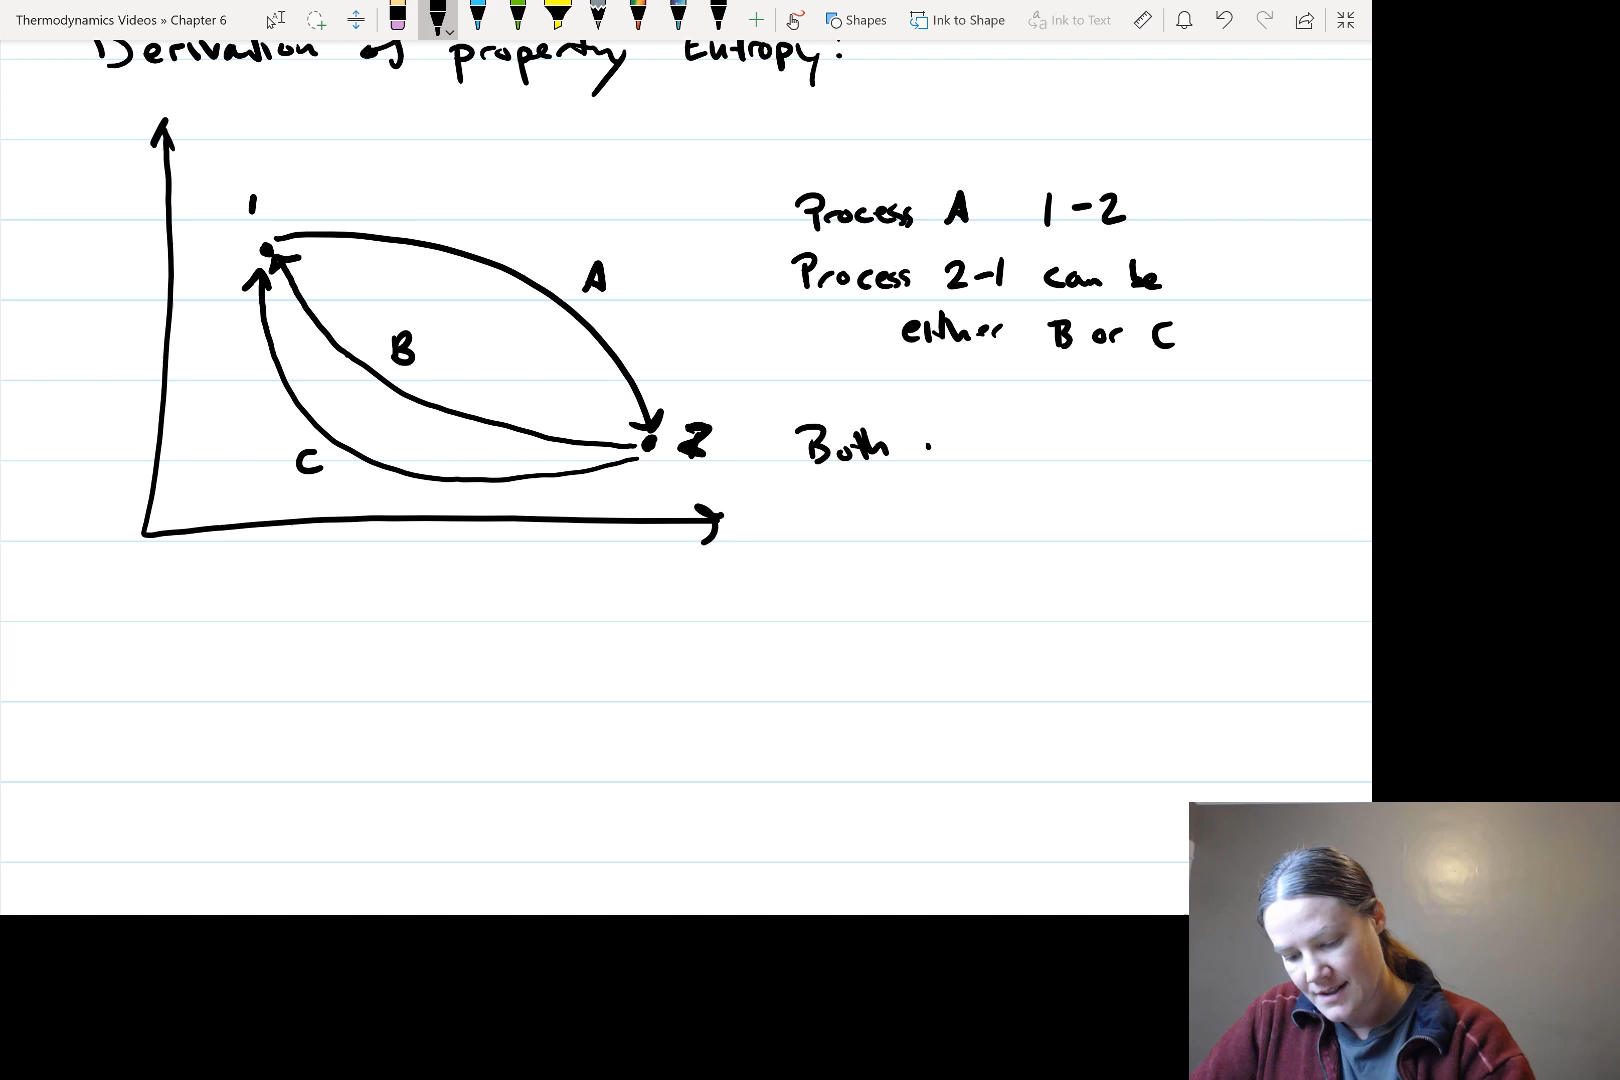 Thermodynamics Videos » Chapter 6
Shapes
Ink to Shape
Ink to Text
Derivation of property Entropy:
1
A
B
C
2
Process A 1-2
Process 2-1 can be
either B or C
Both